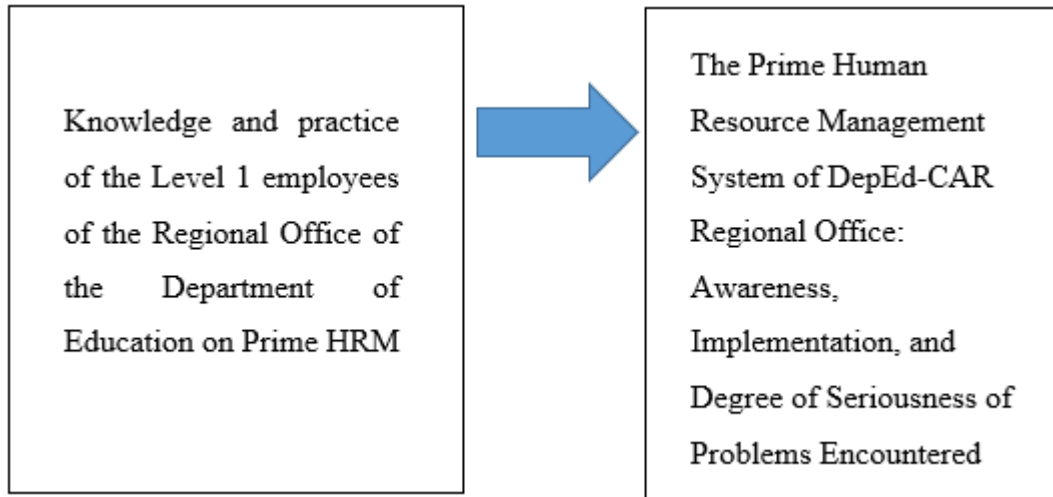 Knowledge and practice
of the Level 1 employees
of the Regional Office of
the Department of
Education on Prime HRM
The Prime Human
Resource Management
System of DepEd-CAR
Regional Office:
Awareness,
Implementation, and
Degree of Seriousness of
Problems Encountered